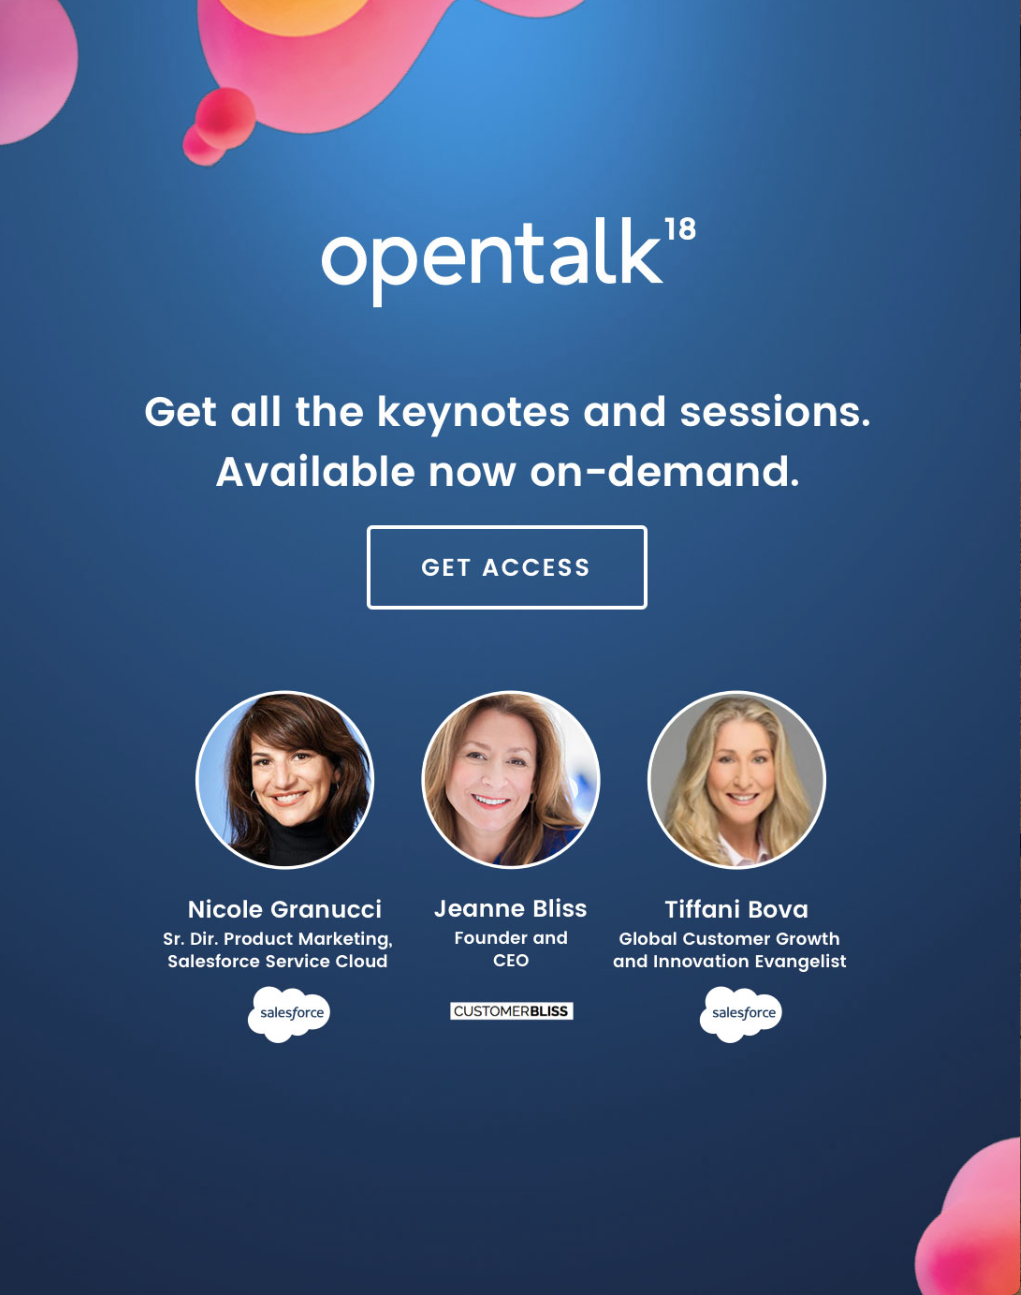 opentalk18
Get all the keynotes and sessions.
Available now on-demand.
GET ACCESS
Nicole Granucci
Sr. Dir. Product Marketing,
Salesforce Service Cloud
salesforce
Jeanne Bliss
Founder and
CEO
CUSTOMERBLISS
Tiffani Bova
Global Customer Growth
and Innovation Evangelist
salesforce